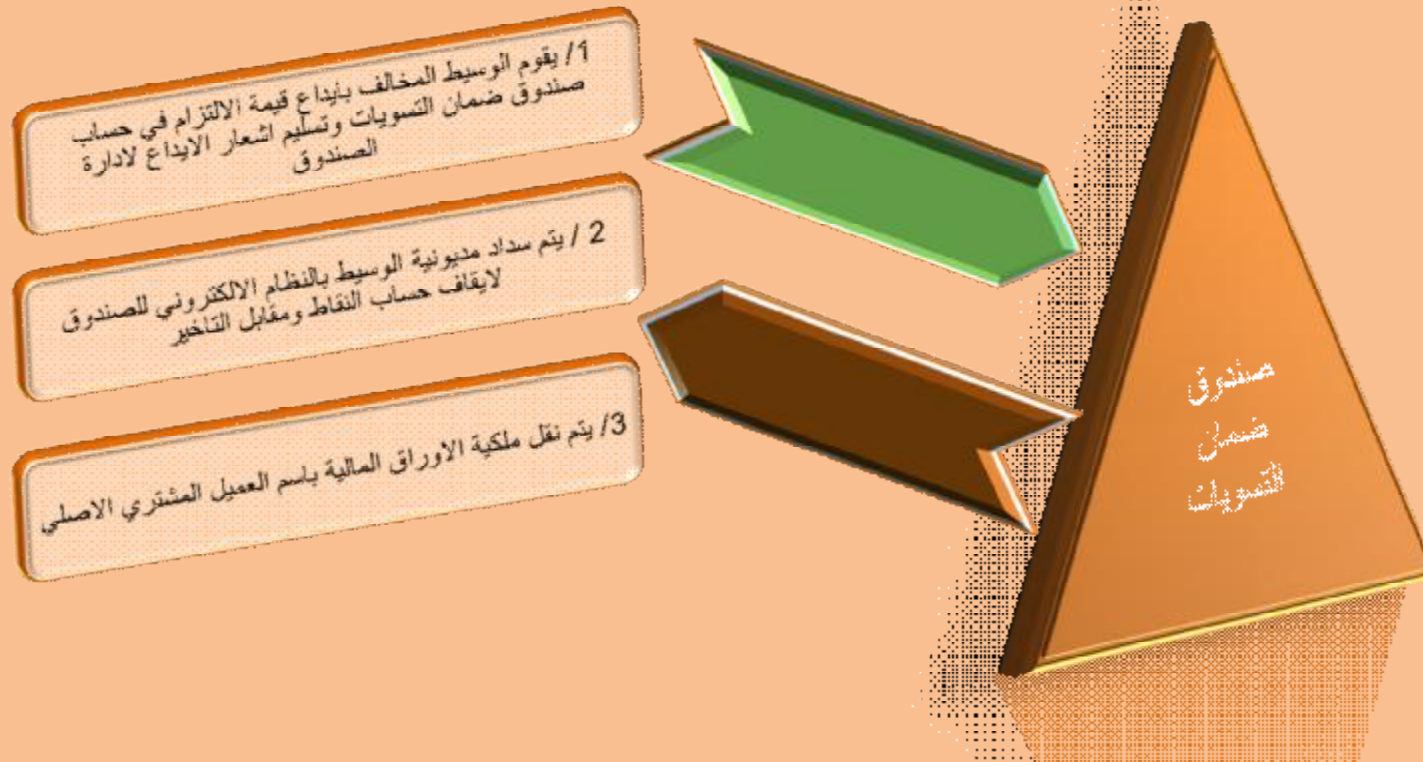 1/ يقوم الوسيط المخالف بايداع قيمة الالتزام في حساب
صندوق ضمان التسويات وتسليم اشعار الايداع لادارة
الصندوق
2 / يتم سداد مديونية الوسيط بالنظام الالكتروني للصندوق
لايقاف حساب النقاط ومقابل التاخير
3/ يتم نقل ملكية الاوراق المالية باسم العميل المشتري الاصلي
صندوق
ضمان
التسويات